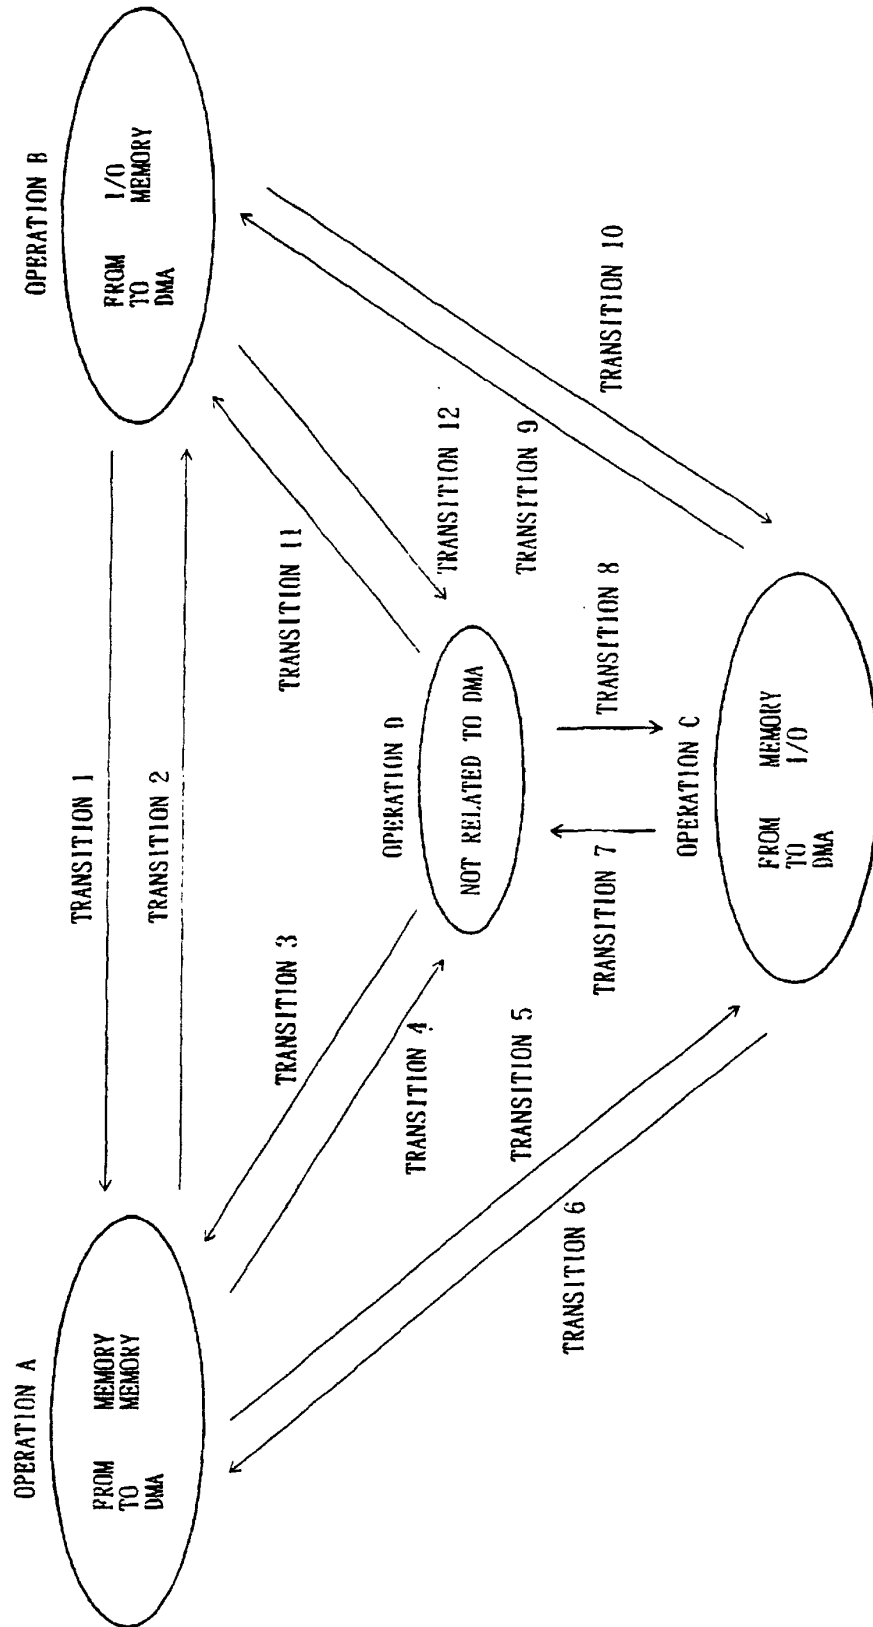 OPERATION A
FROM MEMORY
TO MEMORY
DMA
OPERATION B
FROM I/O
TO MEMORY
DMA
TRANSITION 1
TRANSITION 2
TRANSITION 3
TRANSITION 11
TRANSITION 4
OPERATION D
NOT RELATED TO DMA
TRANSITION 12
TRANSITION 5
TRANSITION 9
TRANSITION 6
TRANSITION 7
TRANSITION 8
TRANSITION 10
OPERATION C
FROM MEMORY
TO I/O
DMA